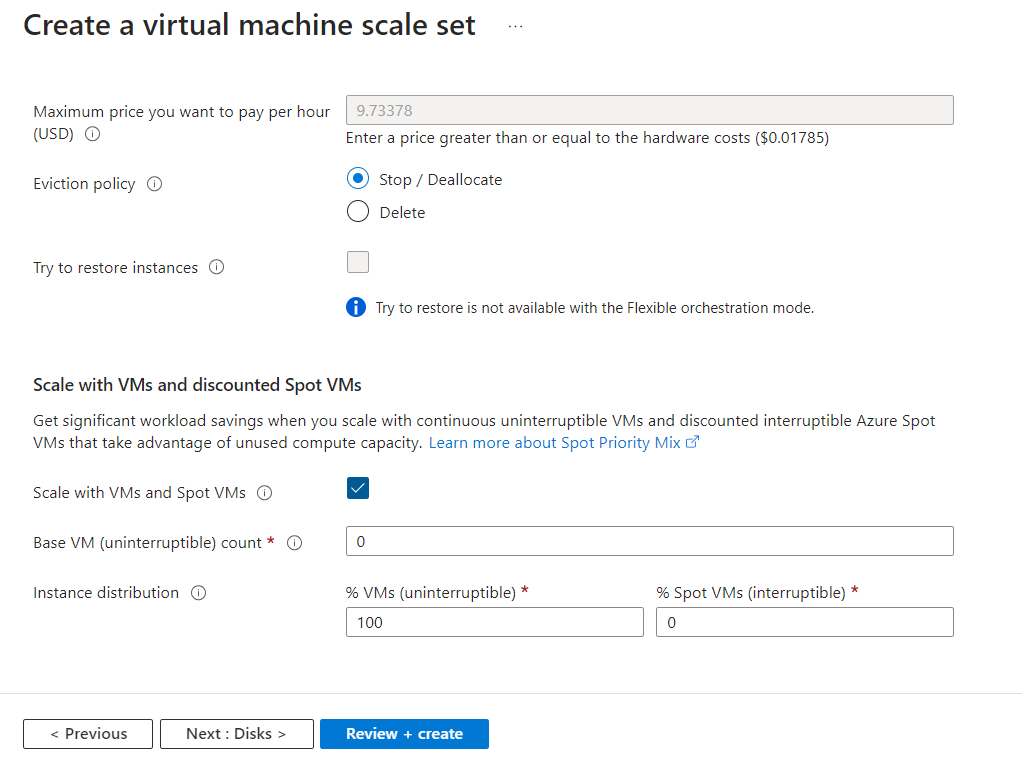 Create a virtual machine scale set ...
Maximum price you want to pay per hour
(USD)
9.73378
Enter a price greater than or equal to the hardware costs ($0.01785)
Eviction policy
Stop / Deallocate
Delete
Try to restore instances
Try to restore is not available with the Flexible orchestration mode.
Scale with VMs and discounted Spot VMs
Get significant workload savings when you scale with continuous uninterruptible VMs and discounted interruptible Azure Spot
VMs that take advantage of unused compute capacity. Learn more about Spot Priority Mix
Scale with VMs and Spot VMs
Base VM (uninterruptible) count *
0
Instance distribution
% VMs (uninterruptible) *
% Spot VMs (interruptible) *
100
0
< Previous
Next : Disks >
Review + create